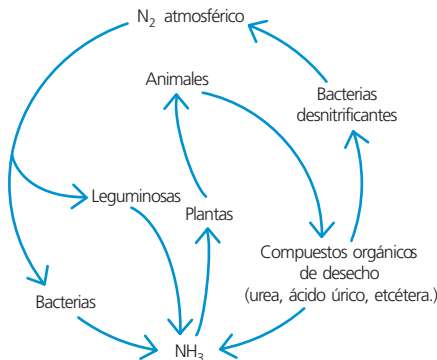 N₂ atmosférico
Animales
Bacterias
desnitrificantes
Leguminosas
Plantas
Compuestos orgánicos
de desecho
(urea, ácido úrico, etcétera.)
Bacterias
NH₃